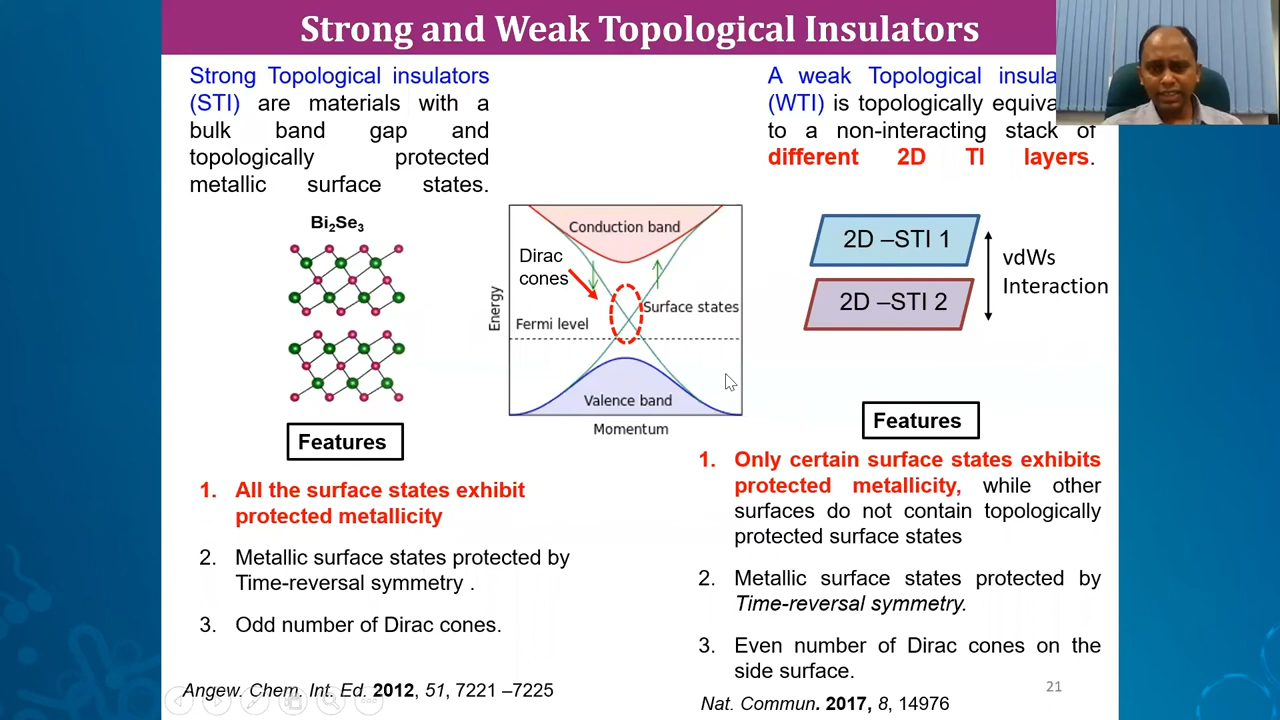 Strong and Weak Topological Insulators
Strong Topological insulators
(STI) are materials with a
bulk band gap and
topologically protected
metallic surface states.
A weak Topological
(WTI) is topologically
to a non-interacting stack of
different 2D TI layers.
Bi₂Se₃
Conduction band
Dirac
cones
Surface states
Fermi level
Valence band
Energy
Momentum
2D –STI 1
2D –STI 2
vdWs
Interaction
Features
1. All the surface states exhibit
protected metallicity
2. Metallic surface states protected by
Time-reversal symmetry .
3. Odd number of Dirac cones.
Angew. Chem. Int. Ed. 2012, 51, 7221 –7225
Features
1. Only certain surface states exhibits
protected metallicity, while other
surfaces do not contain topologically
protected surface states
2. Metallic surface states protected by
Time-reversal symmetry.
3. Even number of Dirac cones on the
side surface.
Nat. Commun. 2017, 8, 14976
21